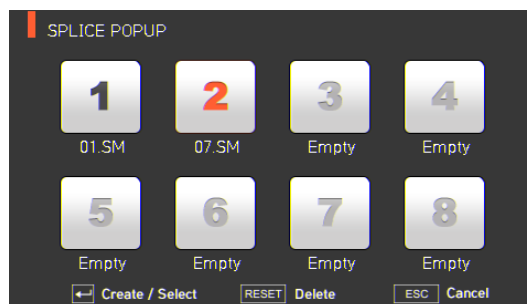 SPLICE POPUP
1 2 3 4
01.SM 07.SM Empty Empty
5 6 7 8
Empty Empty Empty Empty
Create / Select RESET Delete ESC Cancel